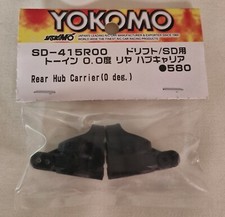 YOKOMO
SD-415R00 ドリフト/SD用
トーイン 0.0度 リヤ ハブキャリア
●580
Rear Hub Carrier(0 deg.)